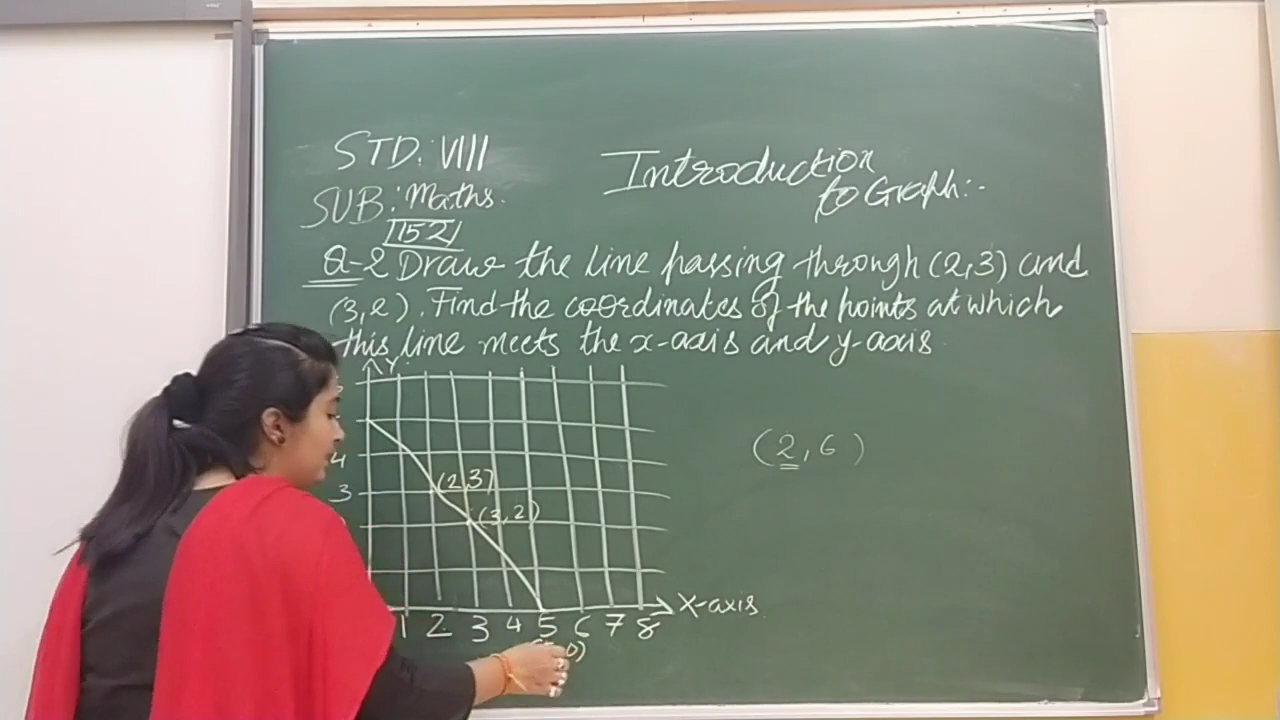 STD: VIII
Introduction
to Graph:-
SUB: Maths.
152
Q-2 Draw the line passing through (2,3) and
(3,2). Find the coordinates of the points at which
this line meets the x-axis and y-axis
Y
4
(2,6)
3
(2,3)
(3,2)
X-axis
1 2 3 4 5 6 7 8
0)